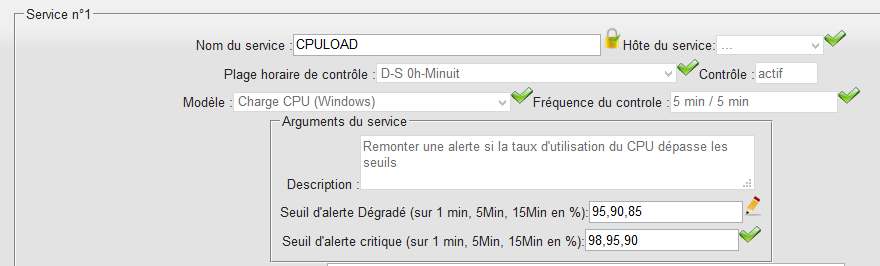 Service n°1
Nom du service : CPULOAD Hôte du service: ...
Plage horaire de contrôle : D-S 0h-Minuit Contrôle : actif
Modèle : Charge CPU (Windows) Fréquence du controle : 5 min / 5 min
Arguments du service
Remonter une alerte si la taux d'utilisation du CPU dépasse les
seuils
Description :
Seuil d'alerte Dégradé (sur 1 min, 5Min, 15Min en %): 95,90,85
Seuil d'alerte critique (sur 1 min, 5Min, 15Min en %): 98,95,90